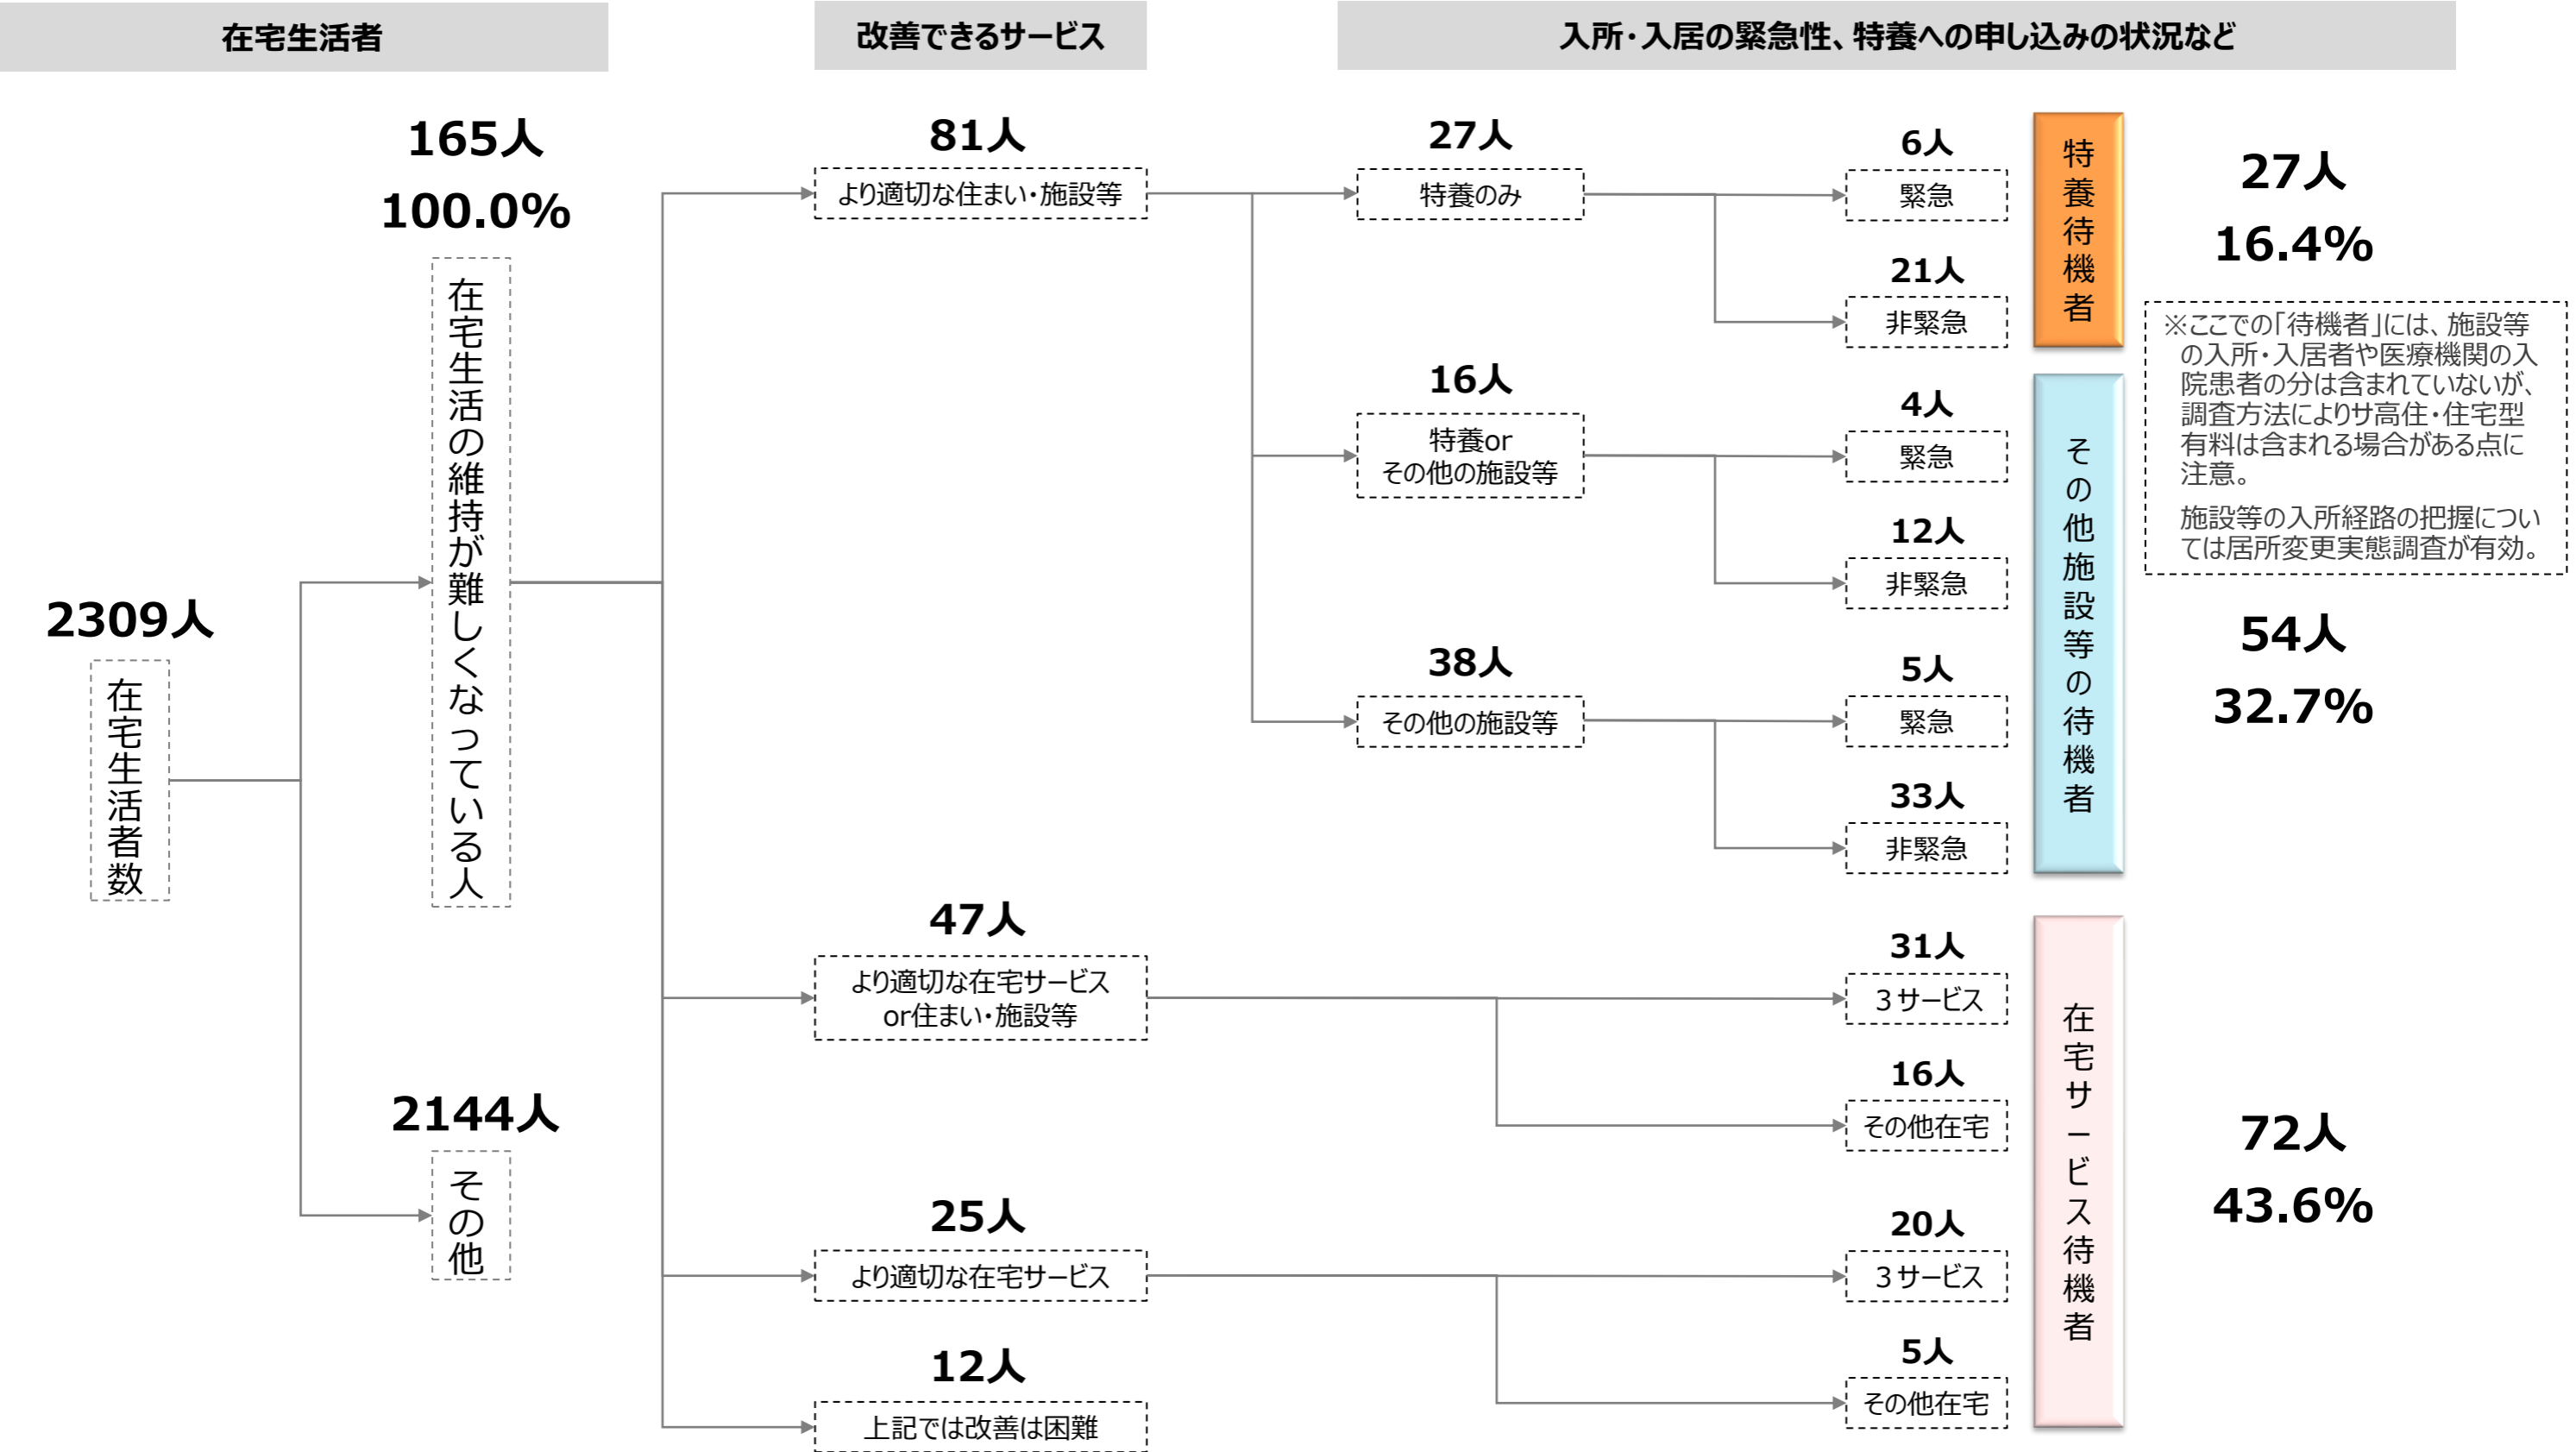 在宅生活者
改善できるサービス
入所・入居の緊急性、特養への申し込みの状況など
2309人
在宅生活者数
165人
100.0%
在宅生活の維持が難しくなっている人
2144人
その他
81人
より適切な住まい・施設等
47人
より適切な在宅サービス
or住まい・施設等
25人
より適切な在宅サービス
12人
上記では改善は困難
27人
特養のみ
16人
特養or
その他の施設等
38人
その他の施設等
6人
緊急
21人
非緊急
4人
緊急
12人
非緊急
5人
緊急
33人
非緊急
31人
3サービス
16人
その他在宅
20人
3サービス
5人
その他在宅
特養待機者
27人
16.4%
※ここでの「待機者」には、施設等
の入所・入居者や医療機関の入
院患者の分は含まれていないが、
調査方法によりサ高住・住宅型
有料は含まれる場合がある点に
注意。
施設等の入所経路の把握につい
ては居所変更実態調査が有効。
その他施設等の待機者
54人
32.7%
在宅サービス待機者
72人
43.6%